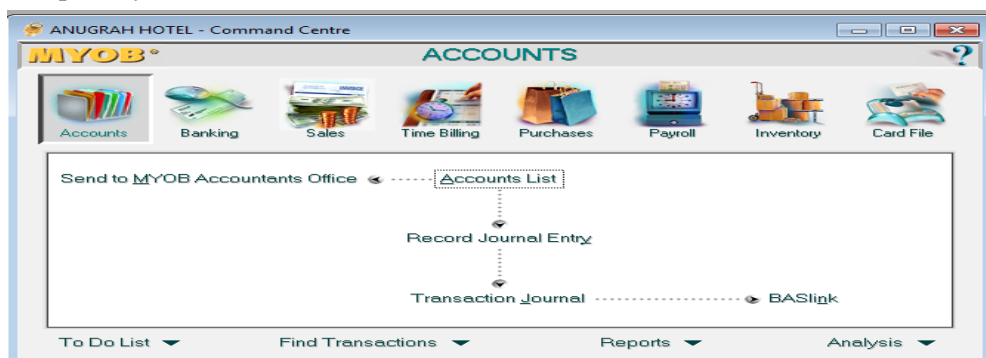 ANUGRAH HOTEL - Command Centre
MYOB® ACCOUNTS ?
Accounts Banking Sales Time Billing Purchases Payroll Inventory Card File
Send to MYOB Accountants Office Accounts List
Record Journal Entry
Transaction Journal BASlink
To Do List Find Transactions Reports Analysis